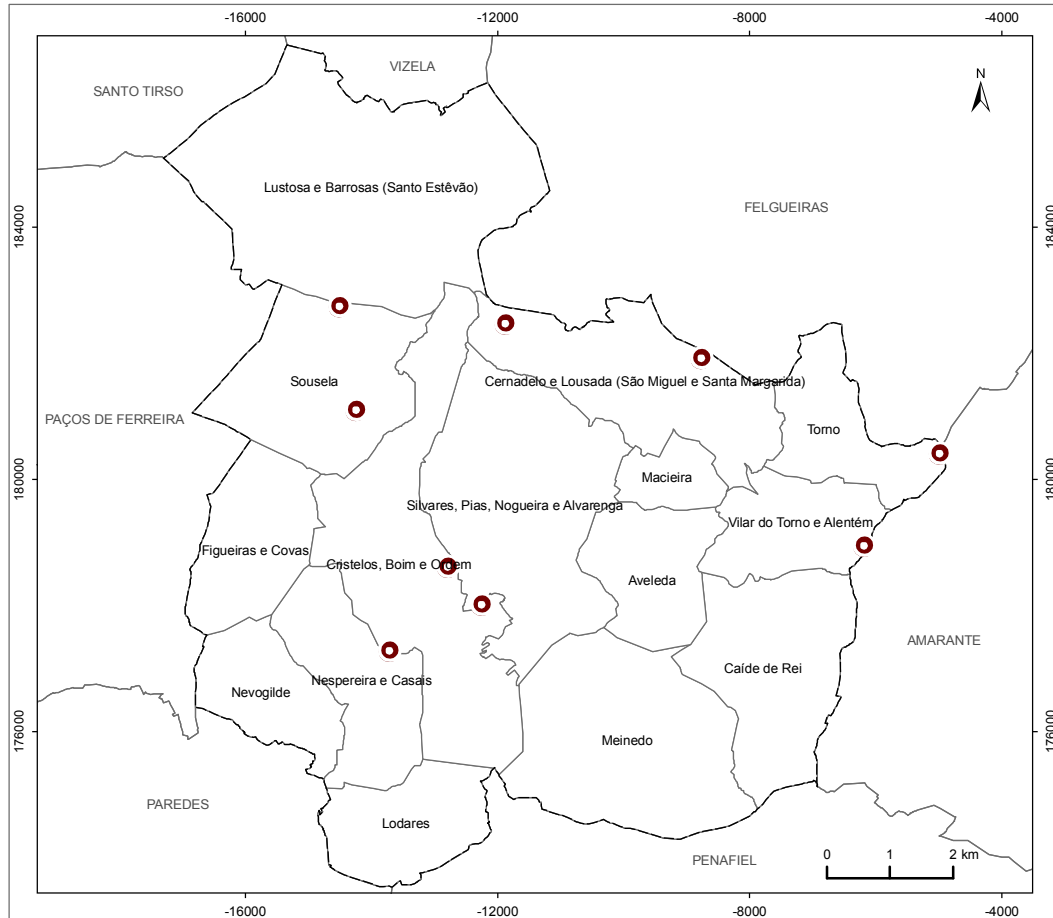 -16000
-12000
-8000
-4000
VIZELA
SANTO TIRSO
N
Lustosa e Barrosas (Santo Estêvão)
FELGUEIRAS
184000
184000
Sousela
Cernadelo e Lousada (São Miguel e Santa Margarida)
PAÇOS DE FERREIRA
Torno
Macieira
180000
180000
Silvares, Pias, Nogueira e Alvarenga
Vilar do Torno e Alentém
Figueiras e Covas
Cristelos, Boim e Ordem
Aveleda
AMARANTE
Caíde de Rei
Nespereira e Casais
Nevogilde
Meinedo
176000
176000
PAREDES
Lodares
PENAFIEL
0 1 2 km
-16000
-12000
-8000
-4000